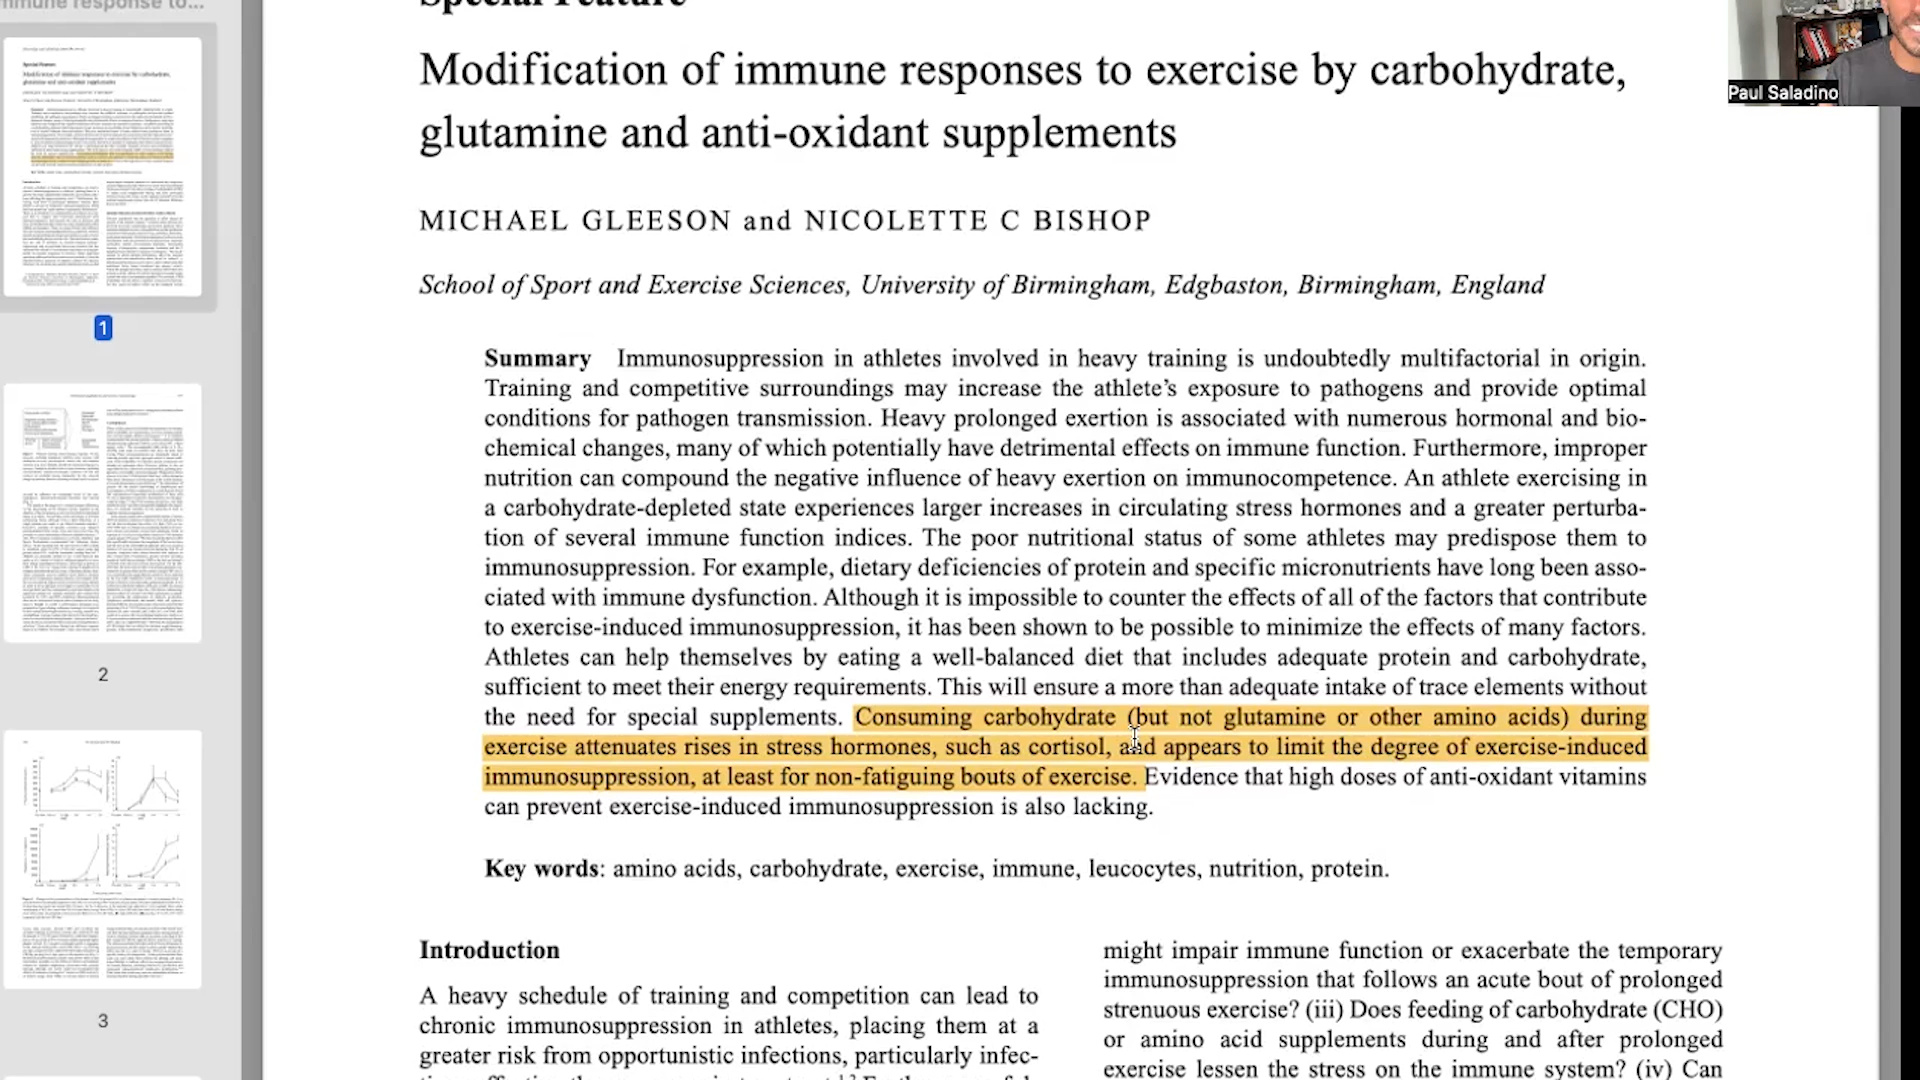 mmune response to...
Special Feature
Modification of immune responses to exercise by carbohydrate,
glutamine and anti-oxidant supplements
Paul Saladino
MICHAEL GLEESON and NICOLETTE C BISHOP
School of Sport and Exercise Sciences, University of Birmingham, Edgbaston, Birmingham, England
Summary Immunosuppression in athletes involved in heavy training is undoubtedly multifactorial in origin.
Training and competitive surroundings may increase the athlete’s exposure to pathogens and provide optimal
conditions for pathogen transmission. Heavy prolonged exertion is associated with numerous hormonal and bio-
chemical changes, many of which potentially have detrimental effects on immune function. Furthermore, improper
nutrition can compound the negative influence of heavy exertion on immunocompetence. An athlete exercising in
a carbohydrate-depleted state experiences larger increases in circulating stress hormones and a greater perturba-
tion of several immune function indices. The poor nutritional status of some athletes may predispose them to
immunosuppression. For example, dietary deficiencies of protein and specific micronutrients have long been asso-
ciated with immune dysfunction. Although it is impossible to counter the effects of all of the factors that contribute
to exercise-induced immunosuppression, it has been shown to be possible to minimize the effects of many factors.
Athletes can help themselves by eating a well-balanced diet that includes adequate protein and carbohydrate,
sufficient to meet their energy requirements. This will ensure a more than adequate intake of trace elements without
the need for special supplements. Consuming carbohydrate (but not glutamine or other amino acids) during
exercise attenuates rises in stress hormones, such as cortisol, and appears to limit the degree of exercise-induced
immunosuppression, at least for non-fatiguing bouts of exercise. Evidence that high doses of anti-oxidant vitamins
can prevent exercise-induced immunosuppression is also lacking.
Key words: amino acids, carbohydrate, exercise, immune, leucocytes, nutrition, protein.
Introduction
A heavy schedule of training and competition can lead to
chronic immunosuppression in athletes, placing them at a
greater risk from opportunistic infections, particularly infec-
might impair immune function or exacerbate the temporary
immunosuppression that follows an acute bout of prolonged
strenuous exercise? (iii) Does feeding of carbohydrate (CHO)
or amino acid supplements during and after prolonged
exercise lessen the stress on the immune system? (iv) Can
1
2
3